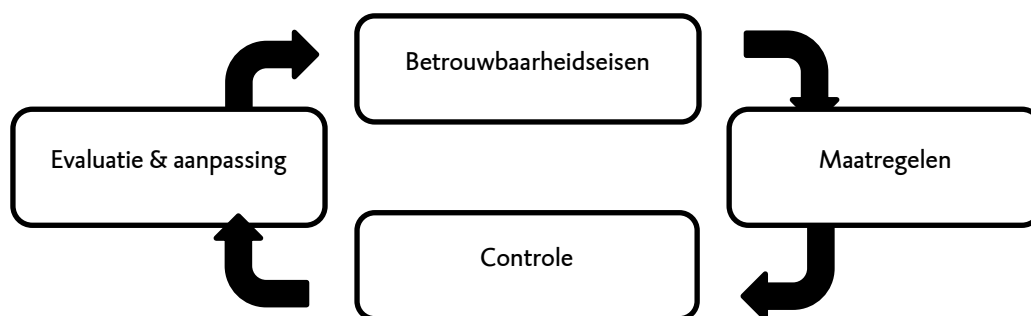 Betrouwbaarheidseisen
Evaluatie & aanpassing
Maatregelen
Controle